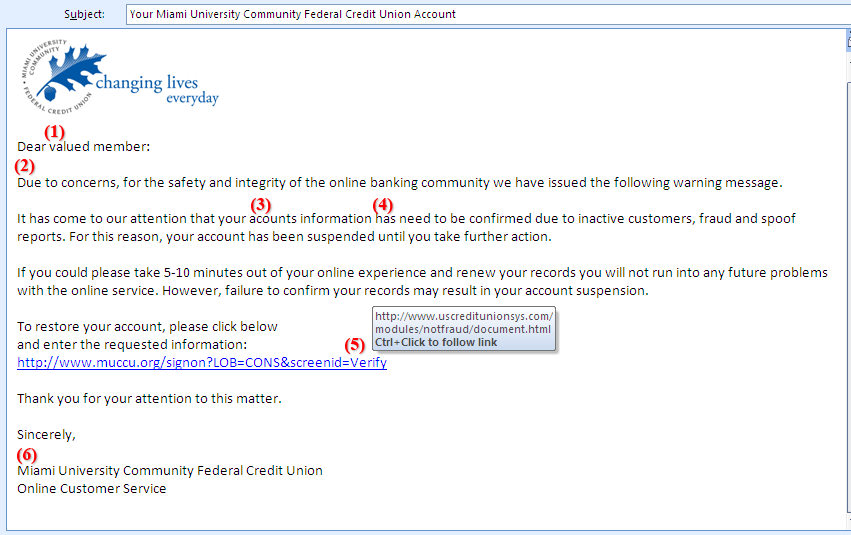 Subject: Your Miami University Community Federal Credit Union Account
MIAMI UNIVERSITY COMMUNITY • FEDERAL CREDIT UNION •
changing lives
everyday
(1)
Dear valued member:
(2)
Due to concerns, for the safety and integrity of the online banking community we have issued the following warning message.
(3) (4)
It has come to our attention that your acounts information has need to be confirmed due to inactive customers, fraud and spoof
reports. For this reason, your account has been suspended until you take further action.
If you could please take 5-10 minutes out of your online experience and renew your records you will not run into any future problems
with the online service. However, failure to confirm your records may result in your account suspension.
To restore your account, please click below
and enter the requested information:
(5)
http://www.uscreditunionsys.com/
modules/notfraud/document.html
Ctrl+Click to follow link
http://www.muccu.org/signon?LOB=CONS&screenid=Verify
Thank you for your attention to this matter.
Sincerely,
(6)
Miami University Community Federal Credit Union
Online Customer Service